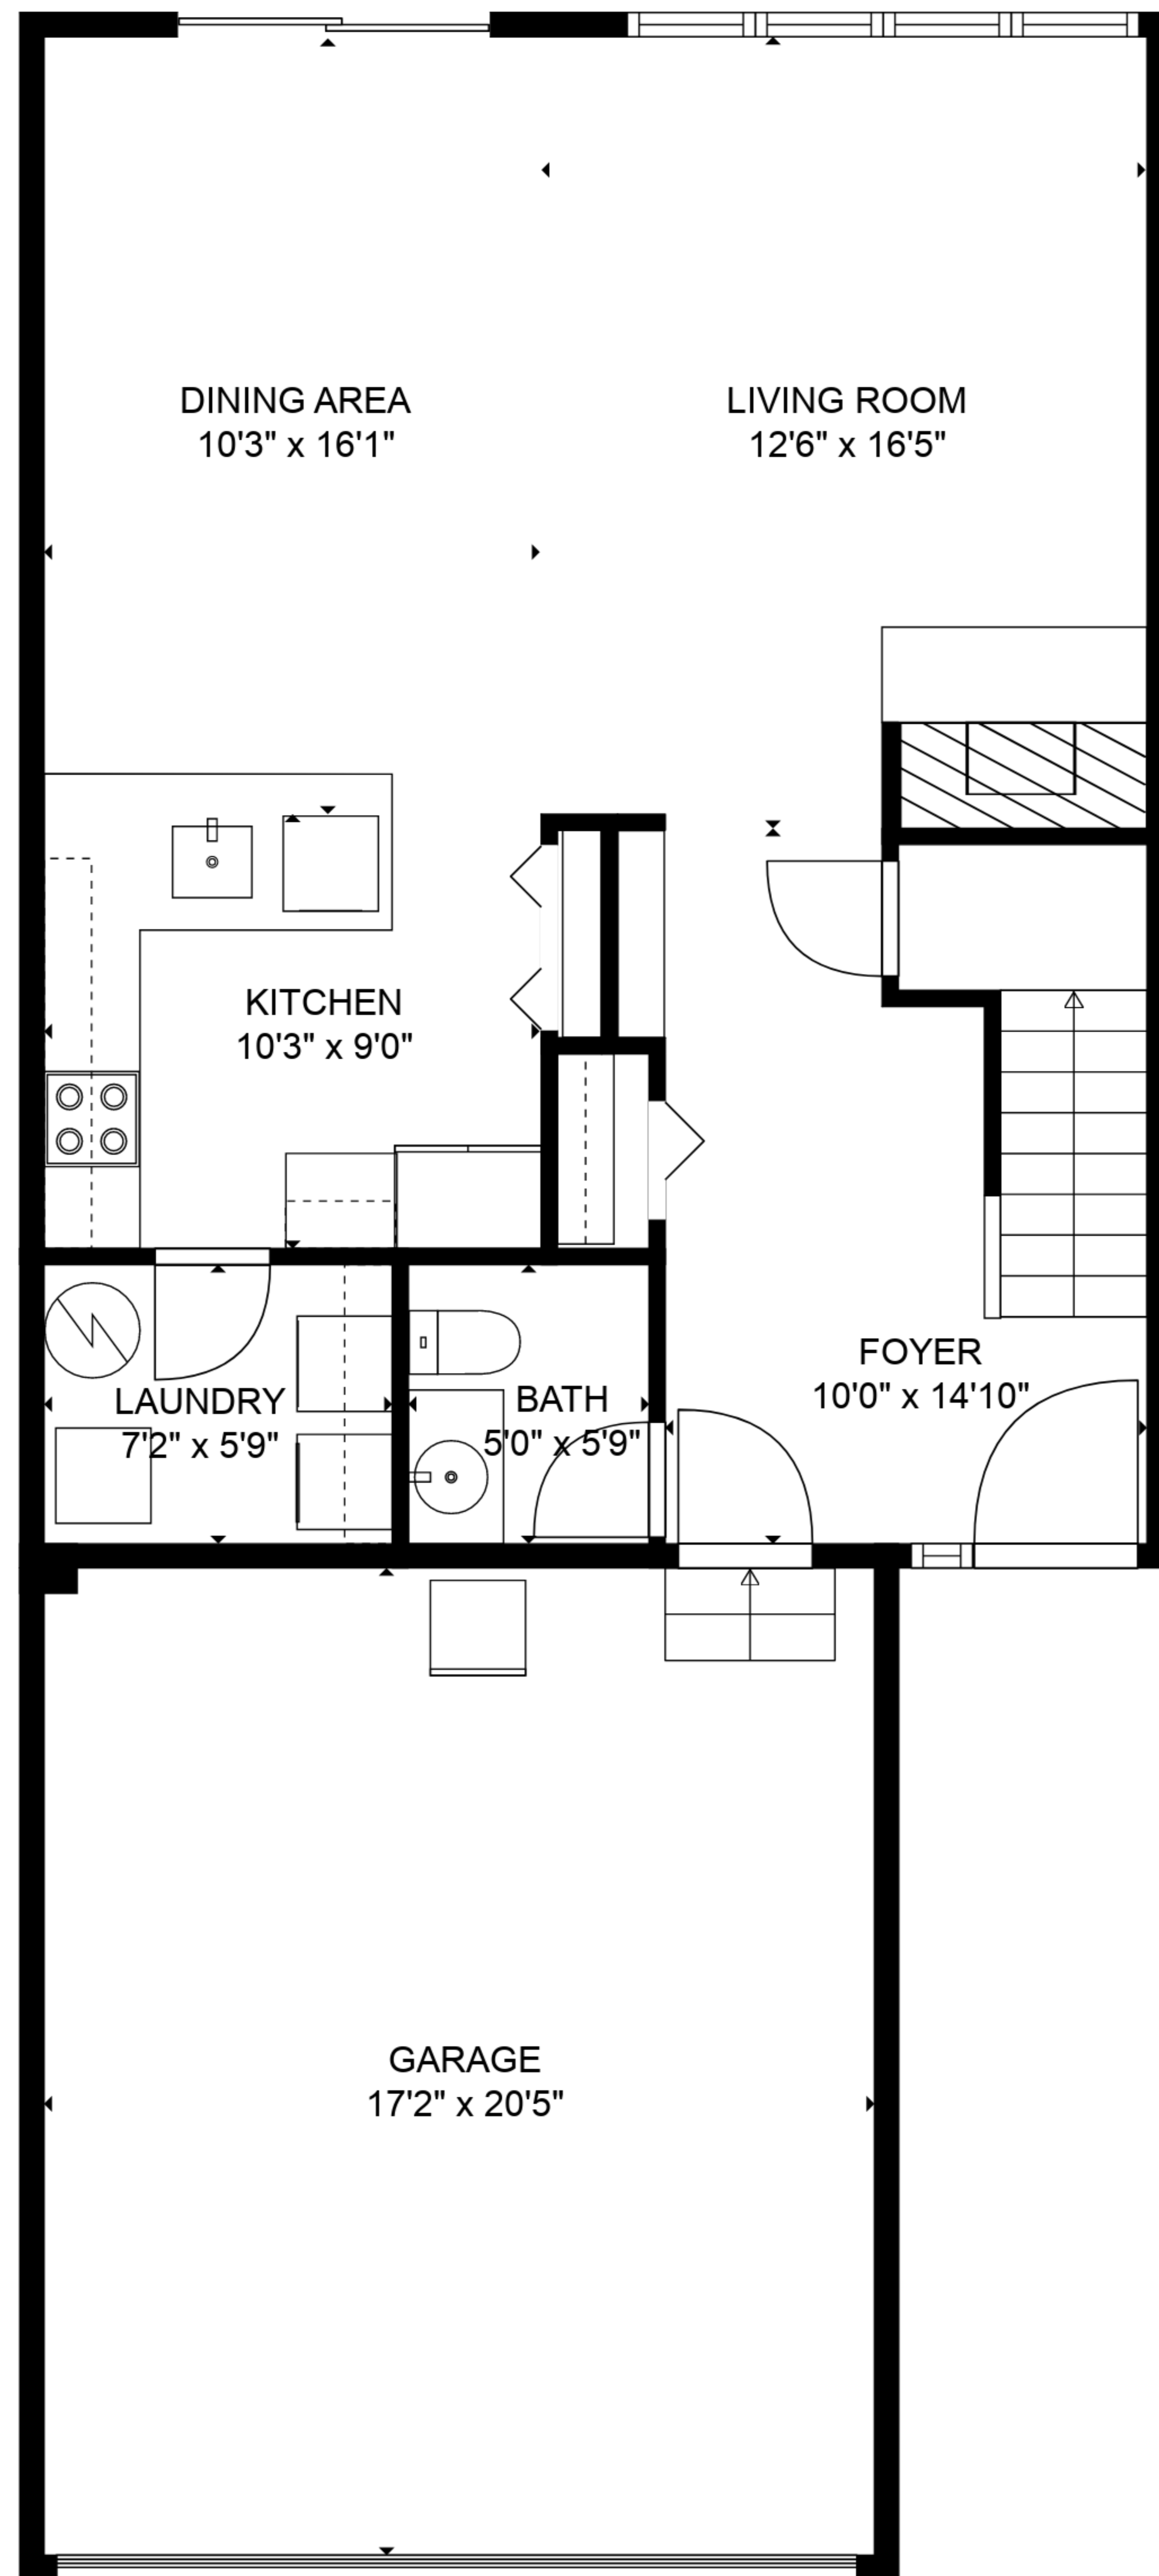 DINING AREA
10'3" x 16'1"
LIVING ROOM
12'6" x 16'5"
KITCHEN
10'3" x 9'0"
FOYER
10'0" x 14'10"
LAUNDRY
7'2" x 5'9"
BATH
5'0" x 5'9"
GARAGE
17'2" x 20'5"